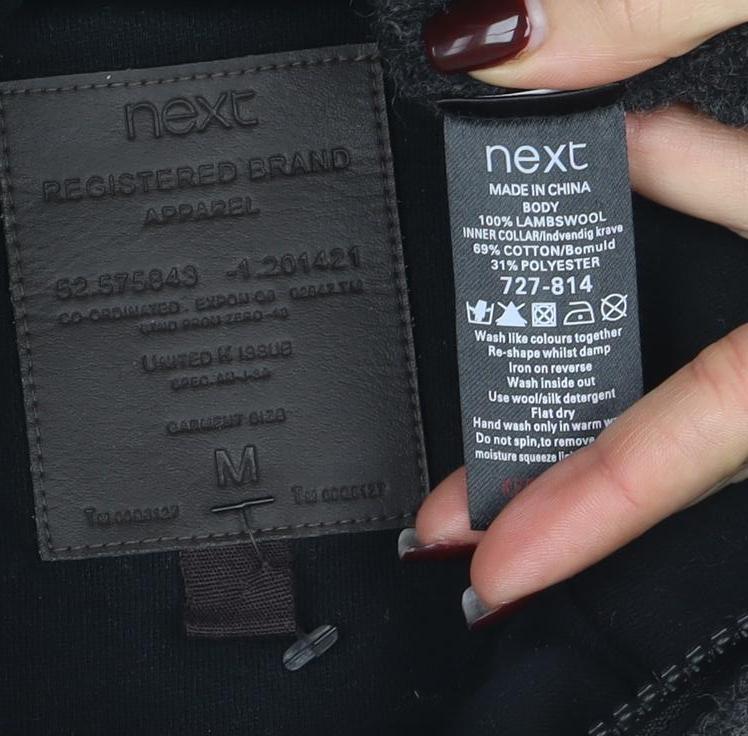 next
REGISTERED BRAND
APPAREL
52.575843 -1.201421
CO-ORDINATED.
UNITED K ISSUE
GARMENT SIZE
M
next
MADE IN CHINA
BODY
100% LAMBSWOOL
INNER COLLAR/Indvendig krave
69% COTTON/Bomuld
31% POLYESTER
727-814
Wash like colours together
Re-shape whilst damp
Iron on reverse
Wash inside out
Use wool/silk detergent
Flat dry
Hand wash only in warm
Do not spin,to remove
moisture squeeze